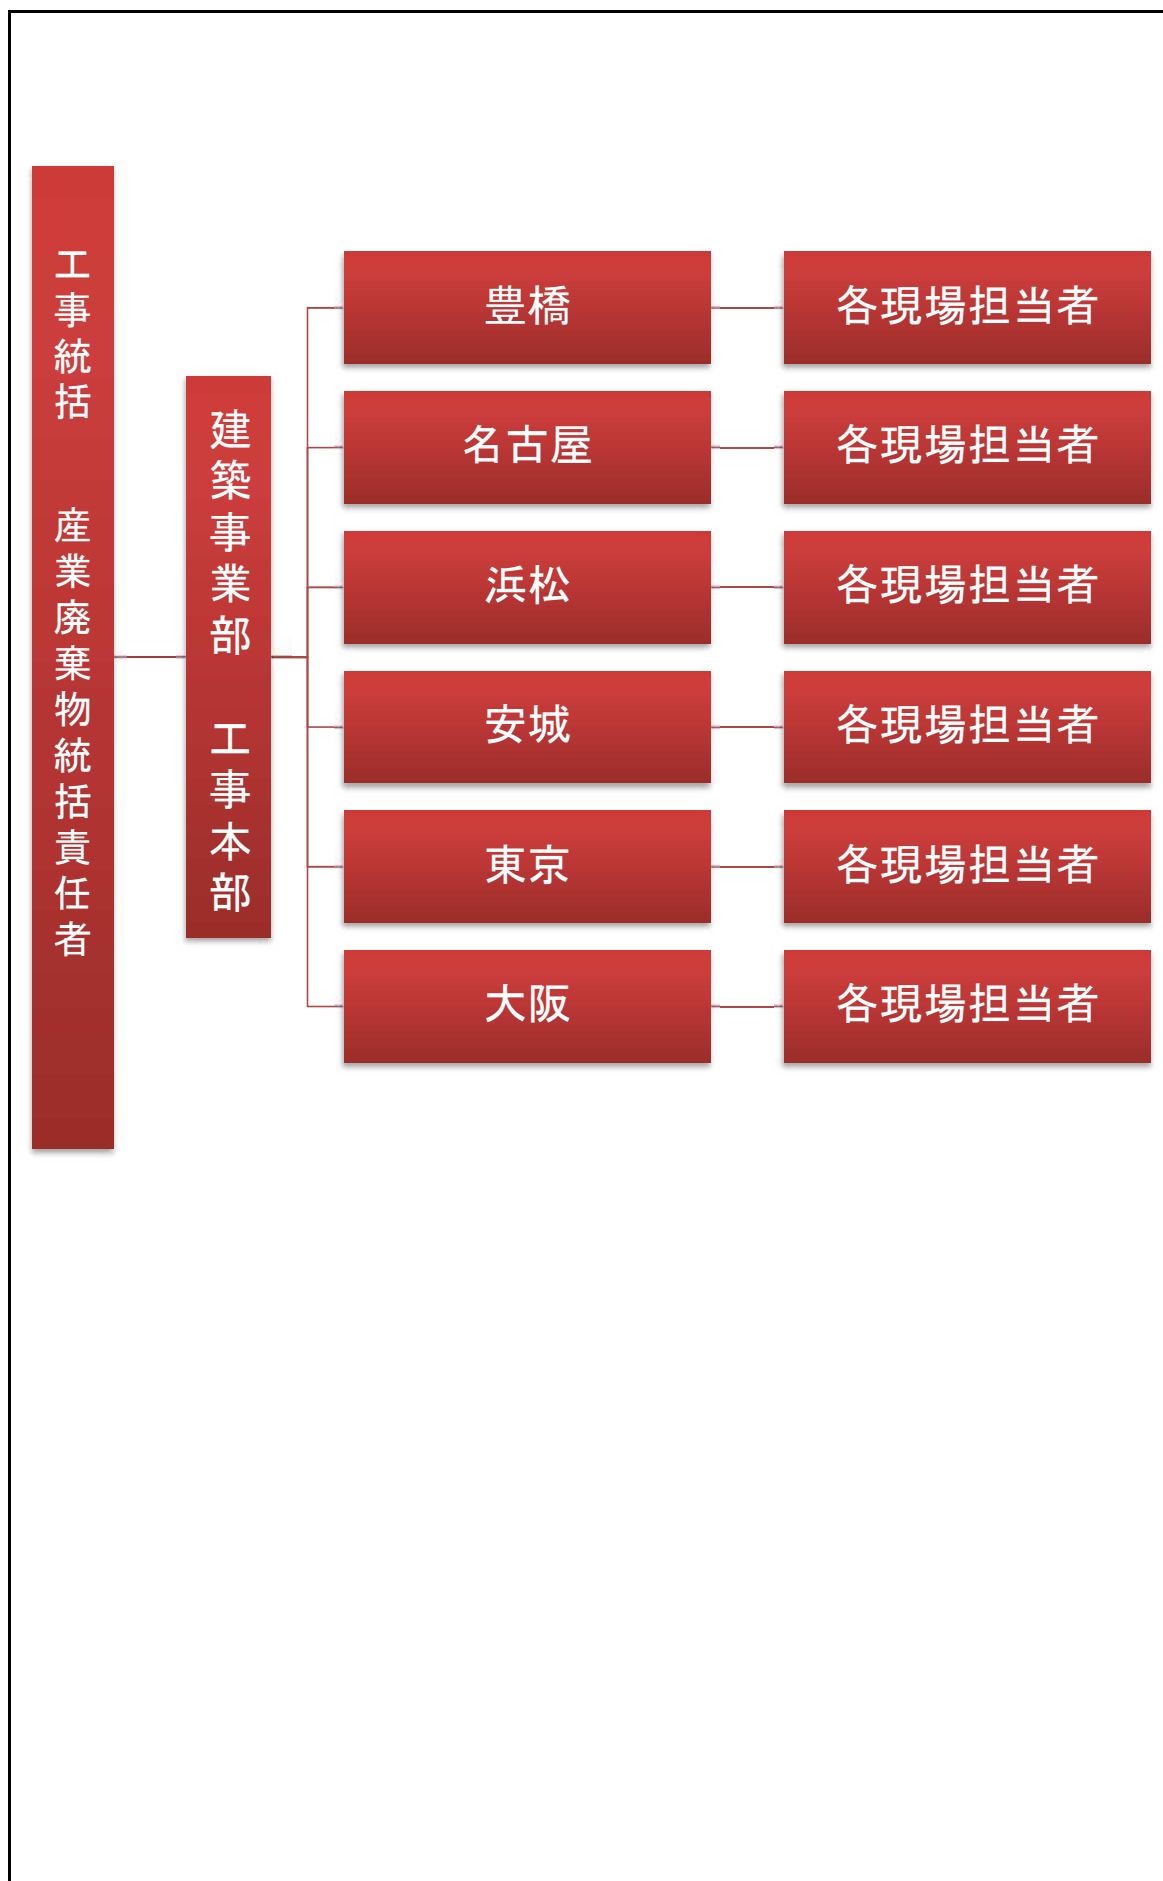 工事統括　産業廃棄物統括責任者
建築事業部　工事本部
豊橋
各現場担当者
名古屋
各現場担当者
浜松
各現場担当者
安城
各現場担当者
東京
各現場担当者
大阪
各現場担当者